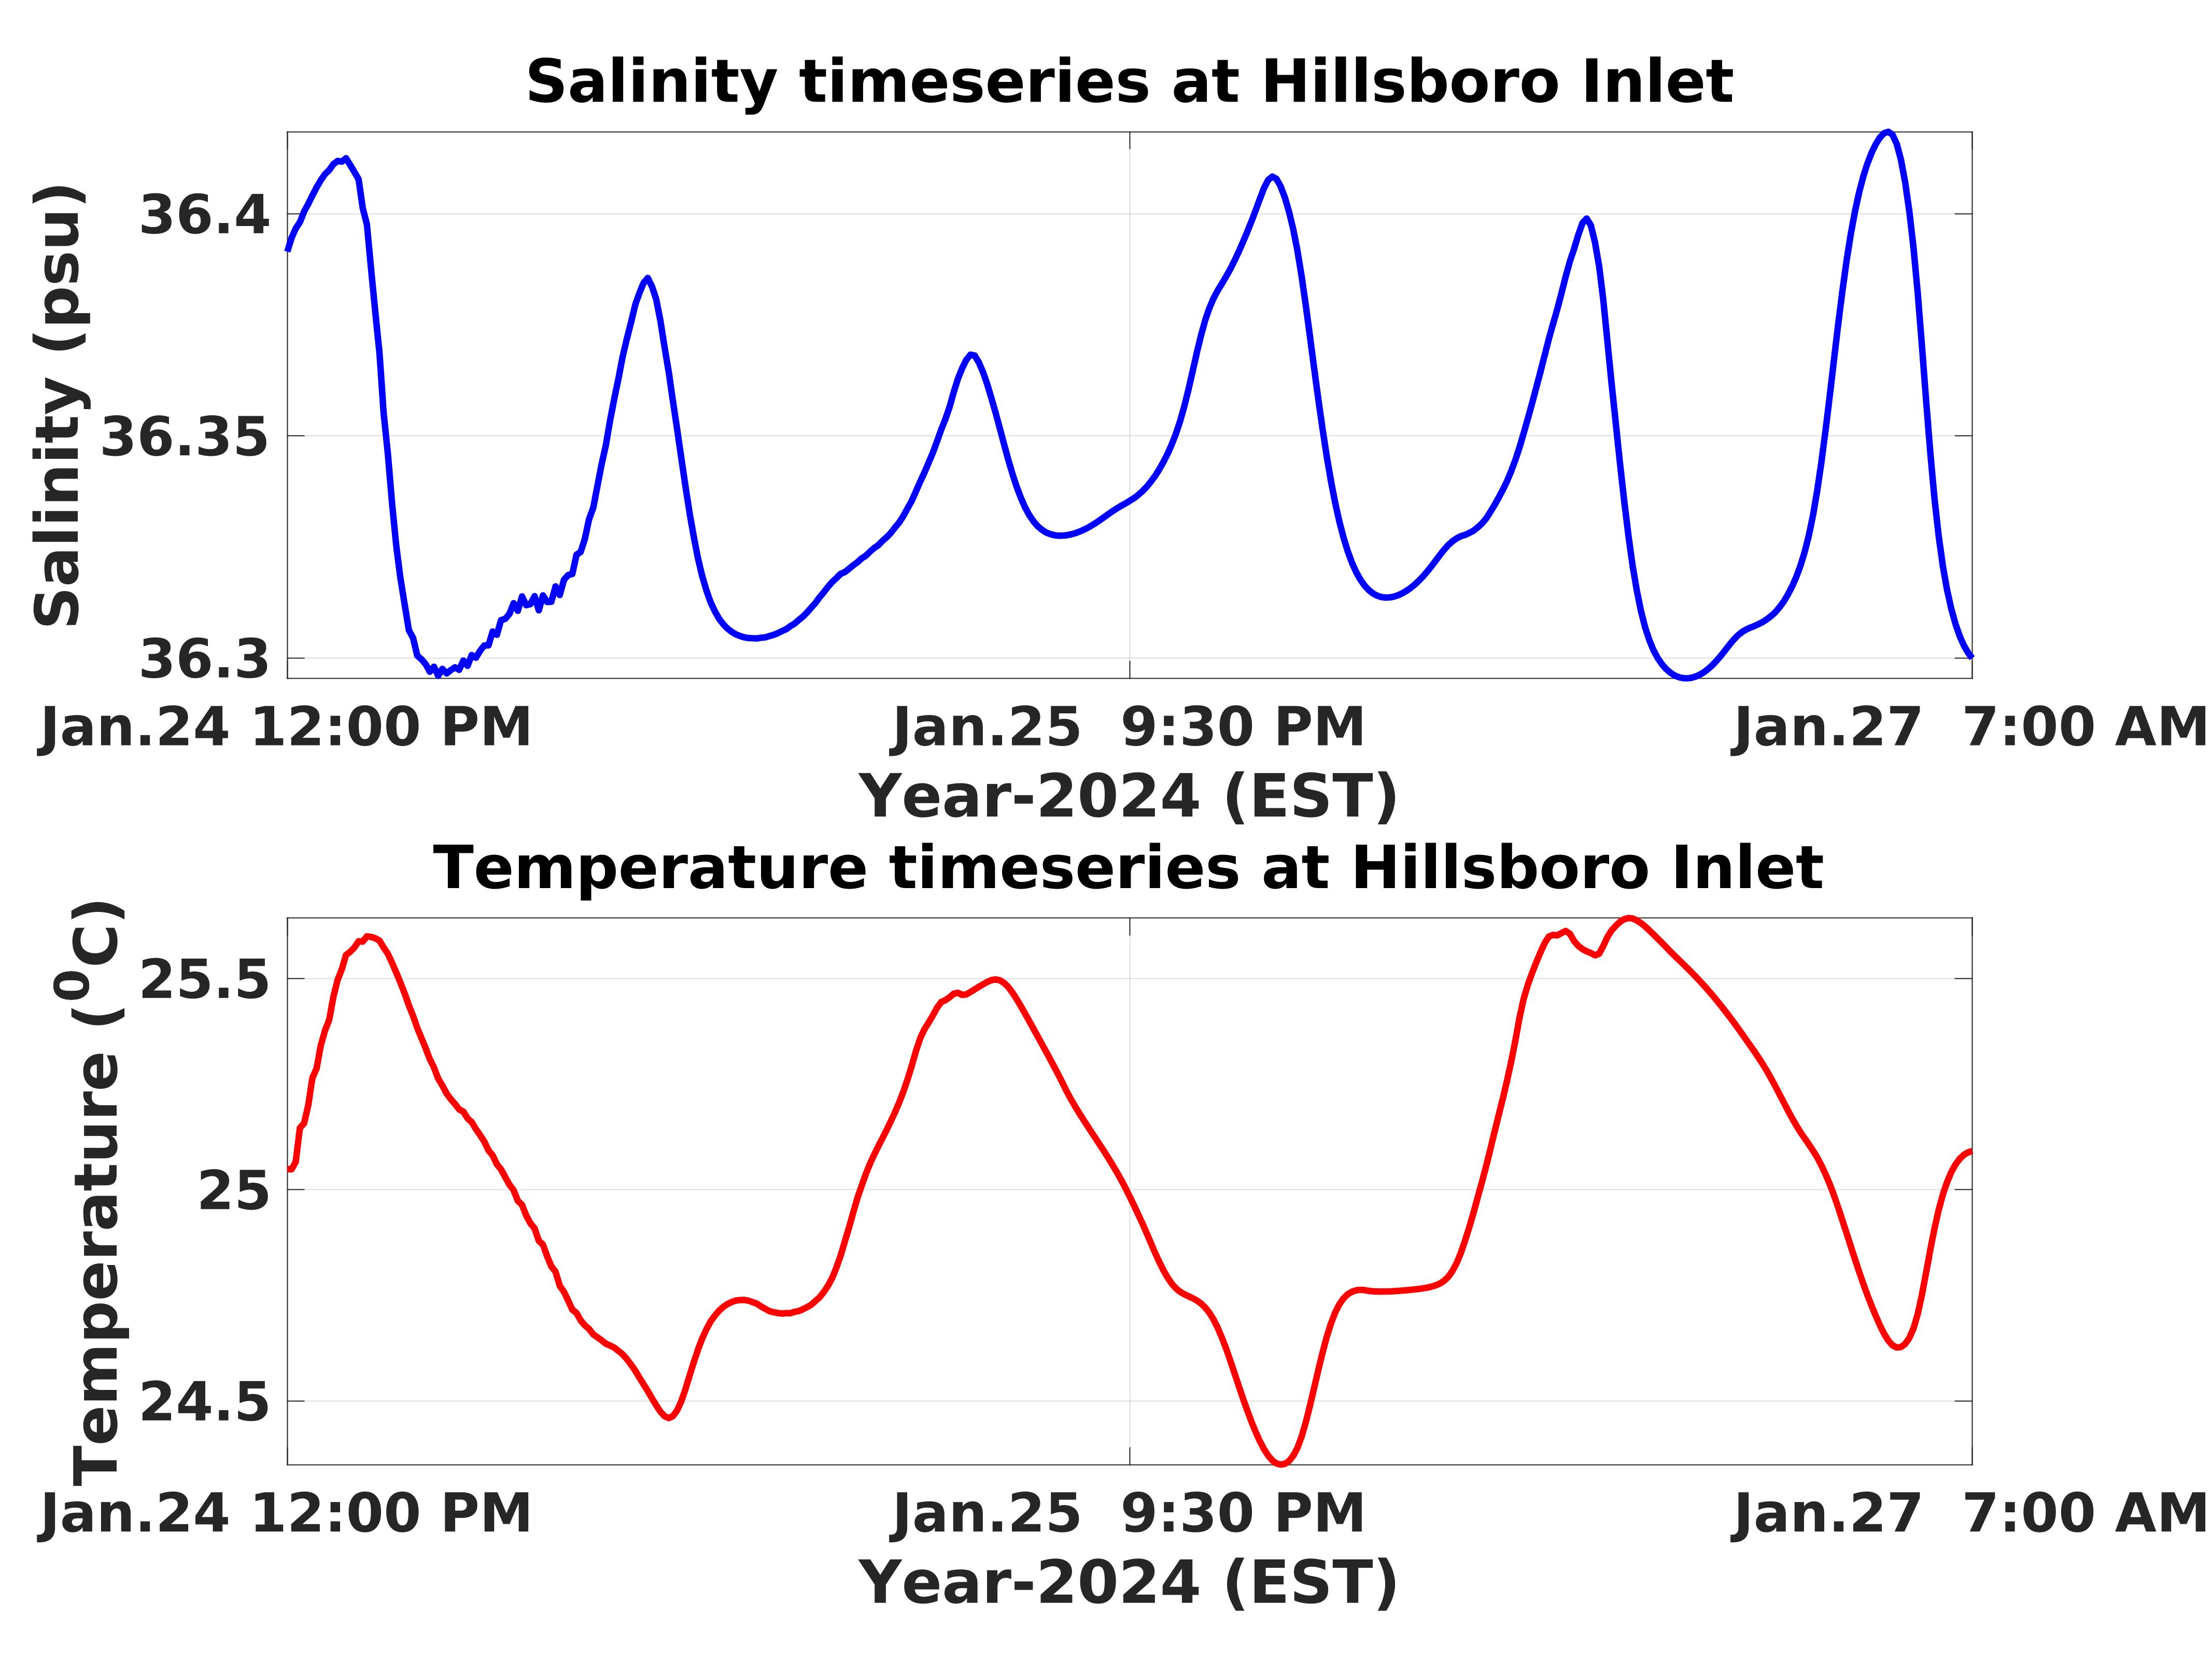 Salinity timeseries at Hillsboro Inlet
Salinity (psu)
36.4
36.35
36.3
Jan.24 12:00 PM
Jan.25 9:30 PM
Jan.27 7:00 AM
Year-2024 (EST)
Temperature timeseries at Hillsboro Inlet
Temperature (⁰C)
25.5
25
24.5
Jan.24 12:00 PM
Jan.25 9:30 PM
Jan.27 7:00 AM
Year-2024 (EST)